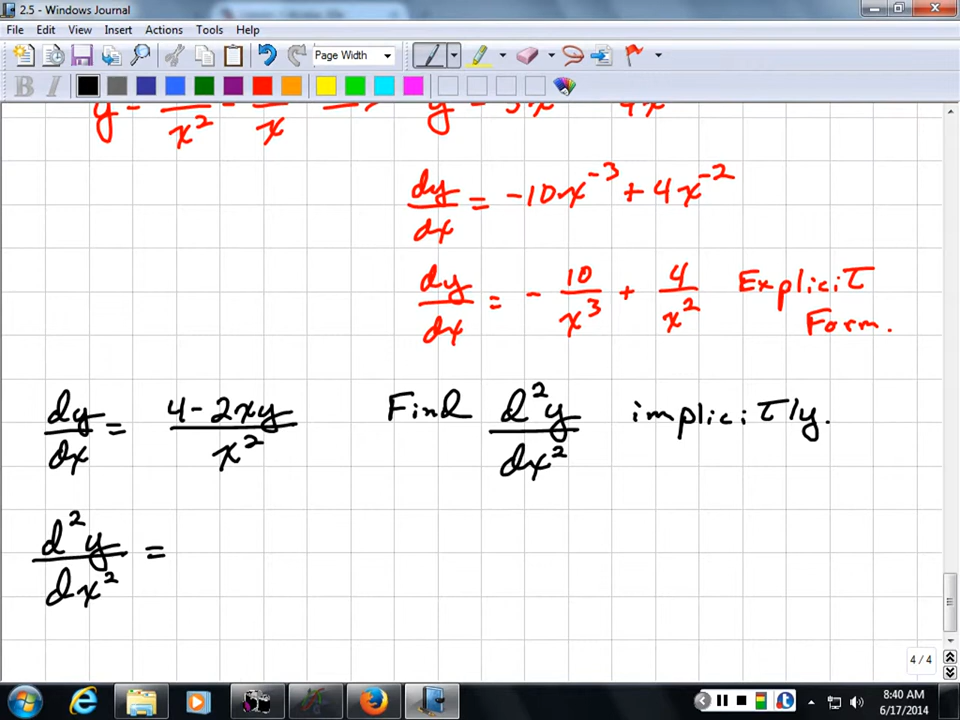 2.5 - Windows Journal
File Edit View Insert Actions Tools Help
Page Width
B I
dy/dx = -10x^-3 + 4x^-2
dy/dx = - 10/x^3 + 4/x^2 Explicit
Form.
dy/dx = 4-2xy/x^2 Find d^2y/dx^2 implicitly.
d^2y/dx^2 =
4 / 4
8:40 AM
6/17/2014